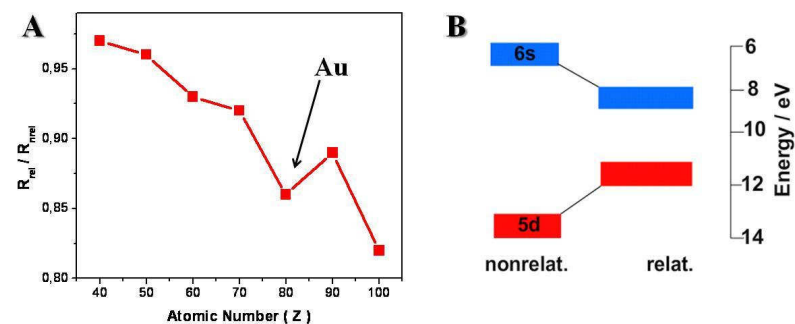 A
Au
R_rel / R_nrel
0,95
0,90
0,85
0,80
40 50 60 70 80 90 100
Atomic Number ( Z )
B
6s
5d
nonrelat. relat.
6
8
10
12
14
Energy / eV